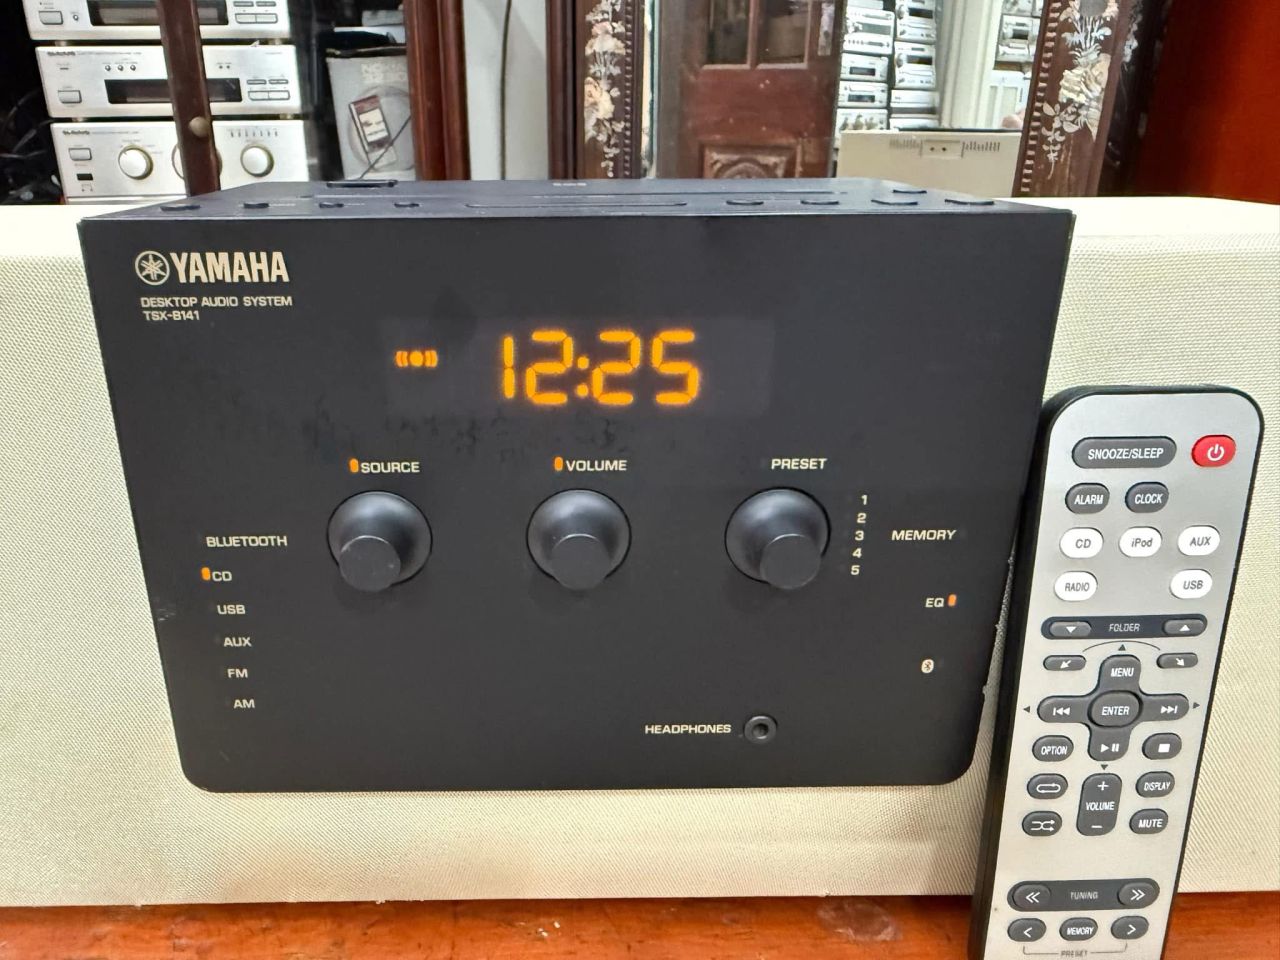 YAMAHA
DESKTOP AUDIO SYSTEM
TSX-B141
12:25
SOURCE
VOLUME
PRESET
BLUETOOTH
CD
USB
AUX
FM
AM
1
2
3
4
5
MEMORY
EQ
HEADPHONES
SNOOZE/SLEEP
ALARM
CLOCK
CD
iPod
AUX
RADIO
USB
FOLDER
MENU
ENTER
OPTION
DISPLAY
VOLUME
MUTE
TUNING
MEMORY
PRESET